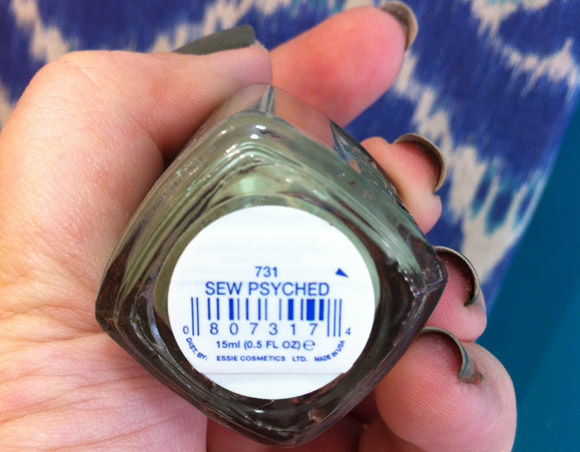 731
SEW PSYCHED
0 807317 4
15ml (0.5 FL OZ) ℮
DIST. BY: ESSIE COSMETICS LTD. MADE IN USA